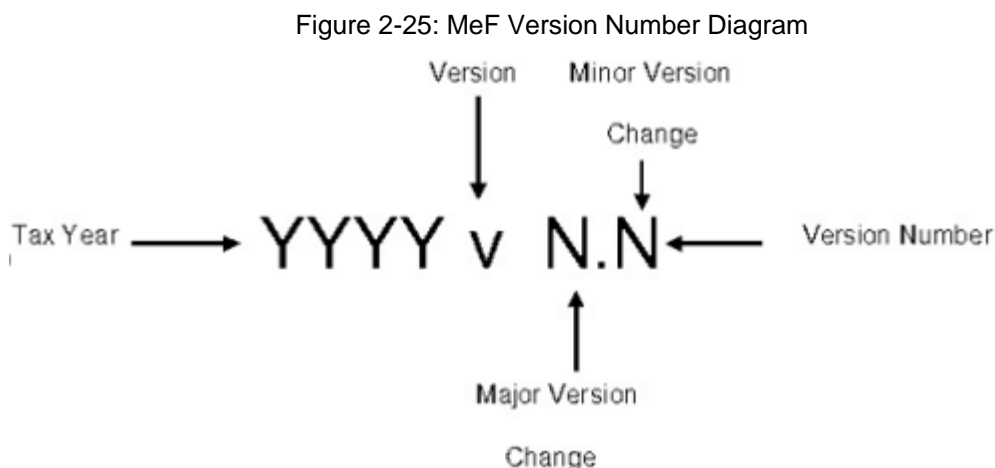 Figure 2-25: MeF Version Number Diagram
Version
Minor Version
Change
Tax Year
YYYY v N.N
Version Number
Major Version
Change